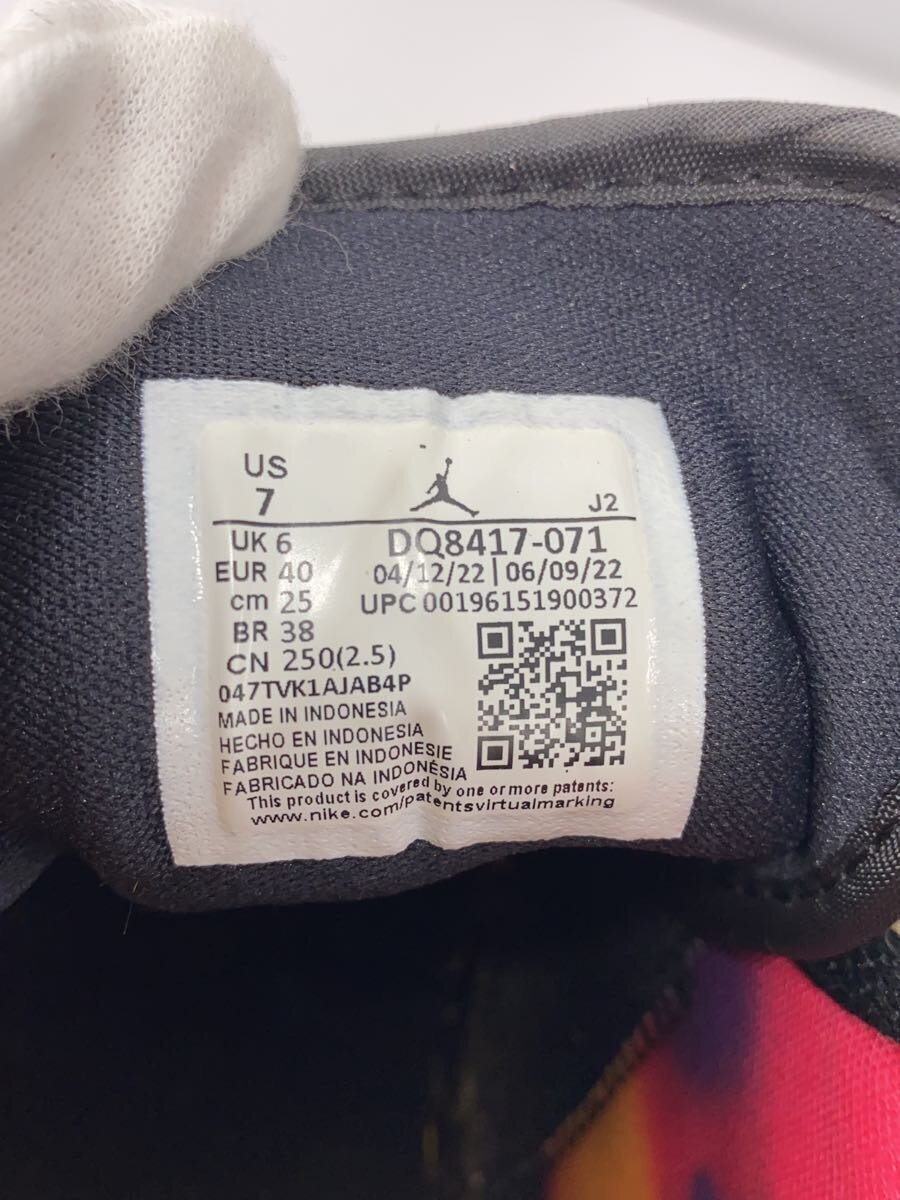 US
7
J2
UK 6
DQ8417-071
EUR 40
04/12/22 | 06/09/22
cm 25
UPC 00196151900372
BR 38
CN 250(2.5)
047TVK1AJAB4P
MADE IN INDONESIA
HECHO EN INDONESIA
FABRIQUE EN INDONESIE
FABRICADO NA INDONÉSIA
This product is covered by one or more patents:
www.nike.com/patentsvirtualmarking